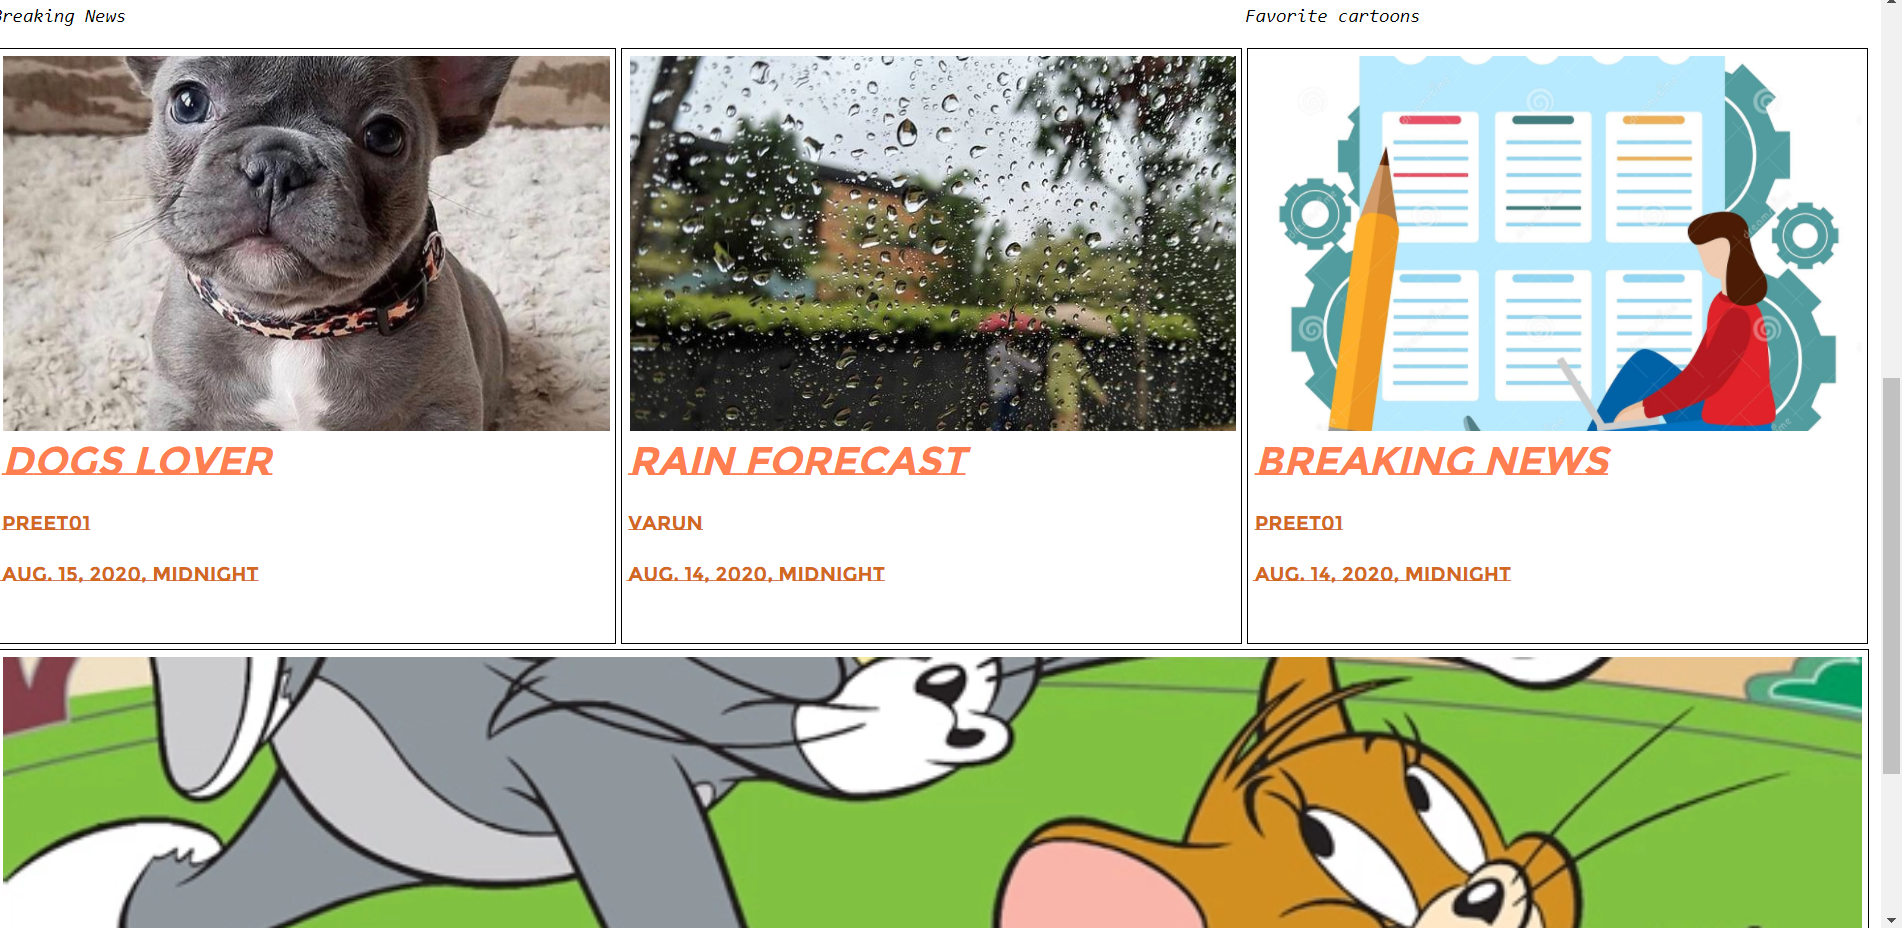 Breaking News
Favorite cartoons
DOGS LOVER
PREET01
AUG. 15, 2020, MIDNIGHT
RAIN FORECAST
VARUN
AUG. 14, 2020, MIDNIGHT
BREAKING NEWS
PREET01
AUG. 14, 2020, MIDNIGHT